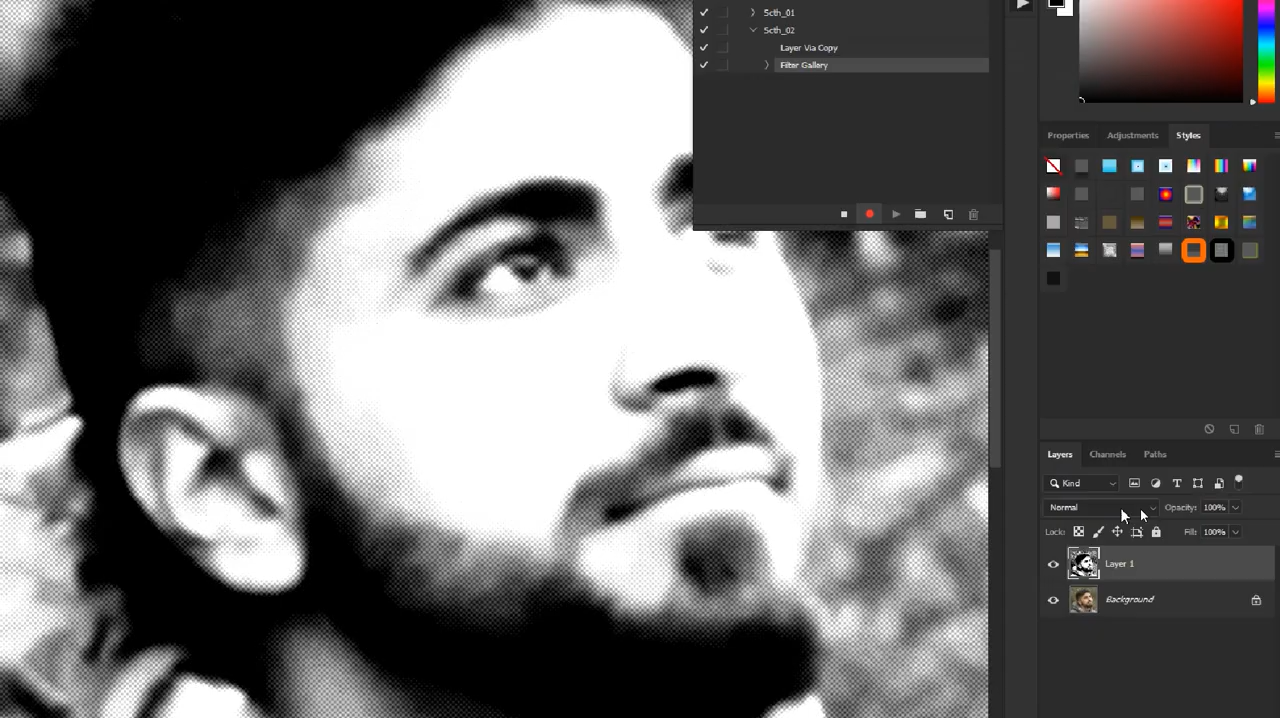 Scth_01
Scth_02
Layer Via Copy
Filter Gallery
Properties Adjustments Styles
Layers Channels Paths
Kind
Normal Opacity: 100%
Lock: Fill: 100%
Layer 1
Background